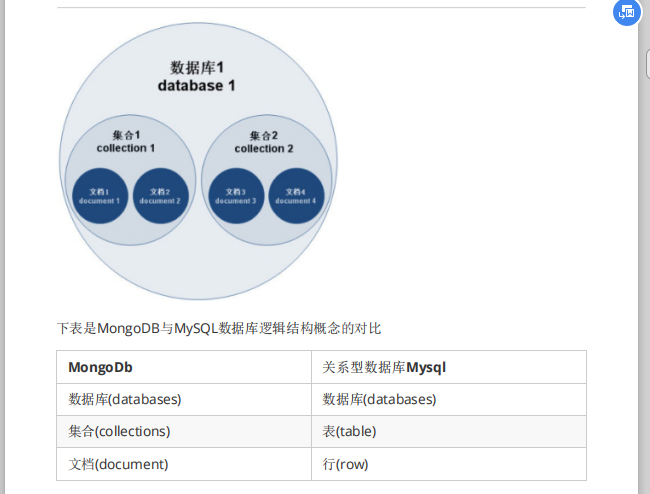 数据库1
database 1
集合1
collection 1
集合2
collection 2
文档1
document 1
文档2
document 2
文档3
document 3
文档4
document 4
下表是MongoDB与MySQL数据库逻辑结构概念的对比
MongoDb 关系型数据库Mysql
数据库(databases) 数据库(databases)
集合(collections) 表(table)
文档(document) 行(row)